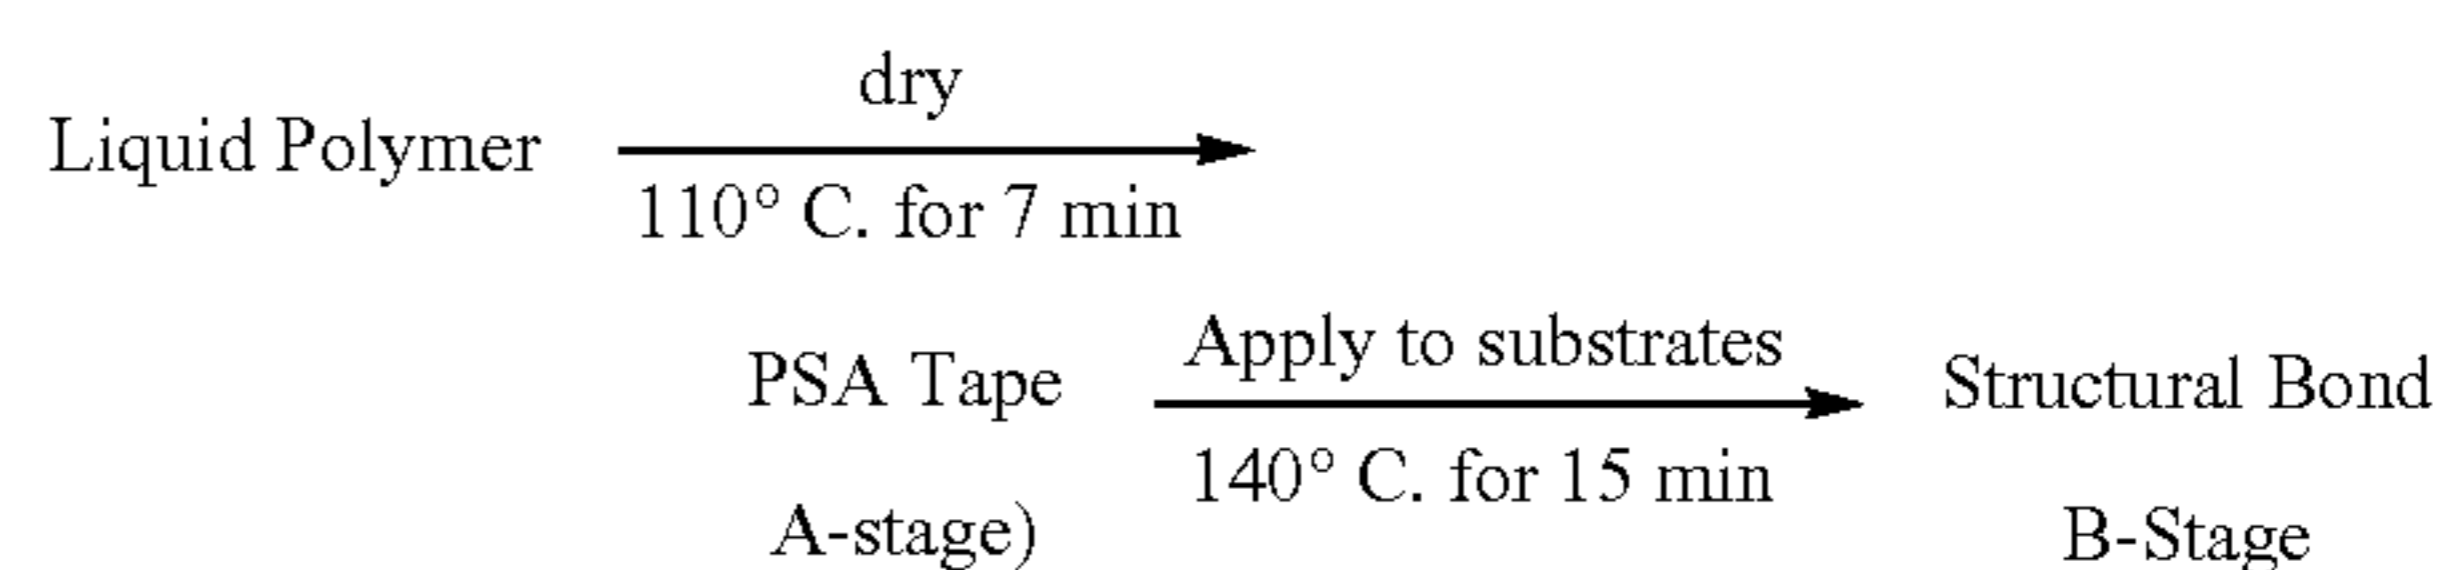 dry
Liquid Polymer
110° C. for 7 min
Apply to substrates
PSA Tape
Structural Bond
140° C. for 15 min
A-stage)
B-Stage